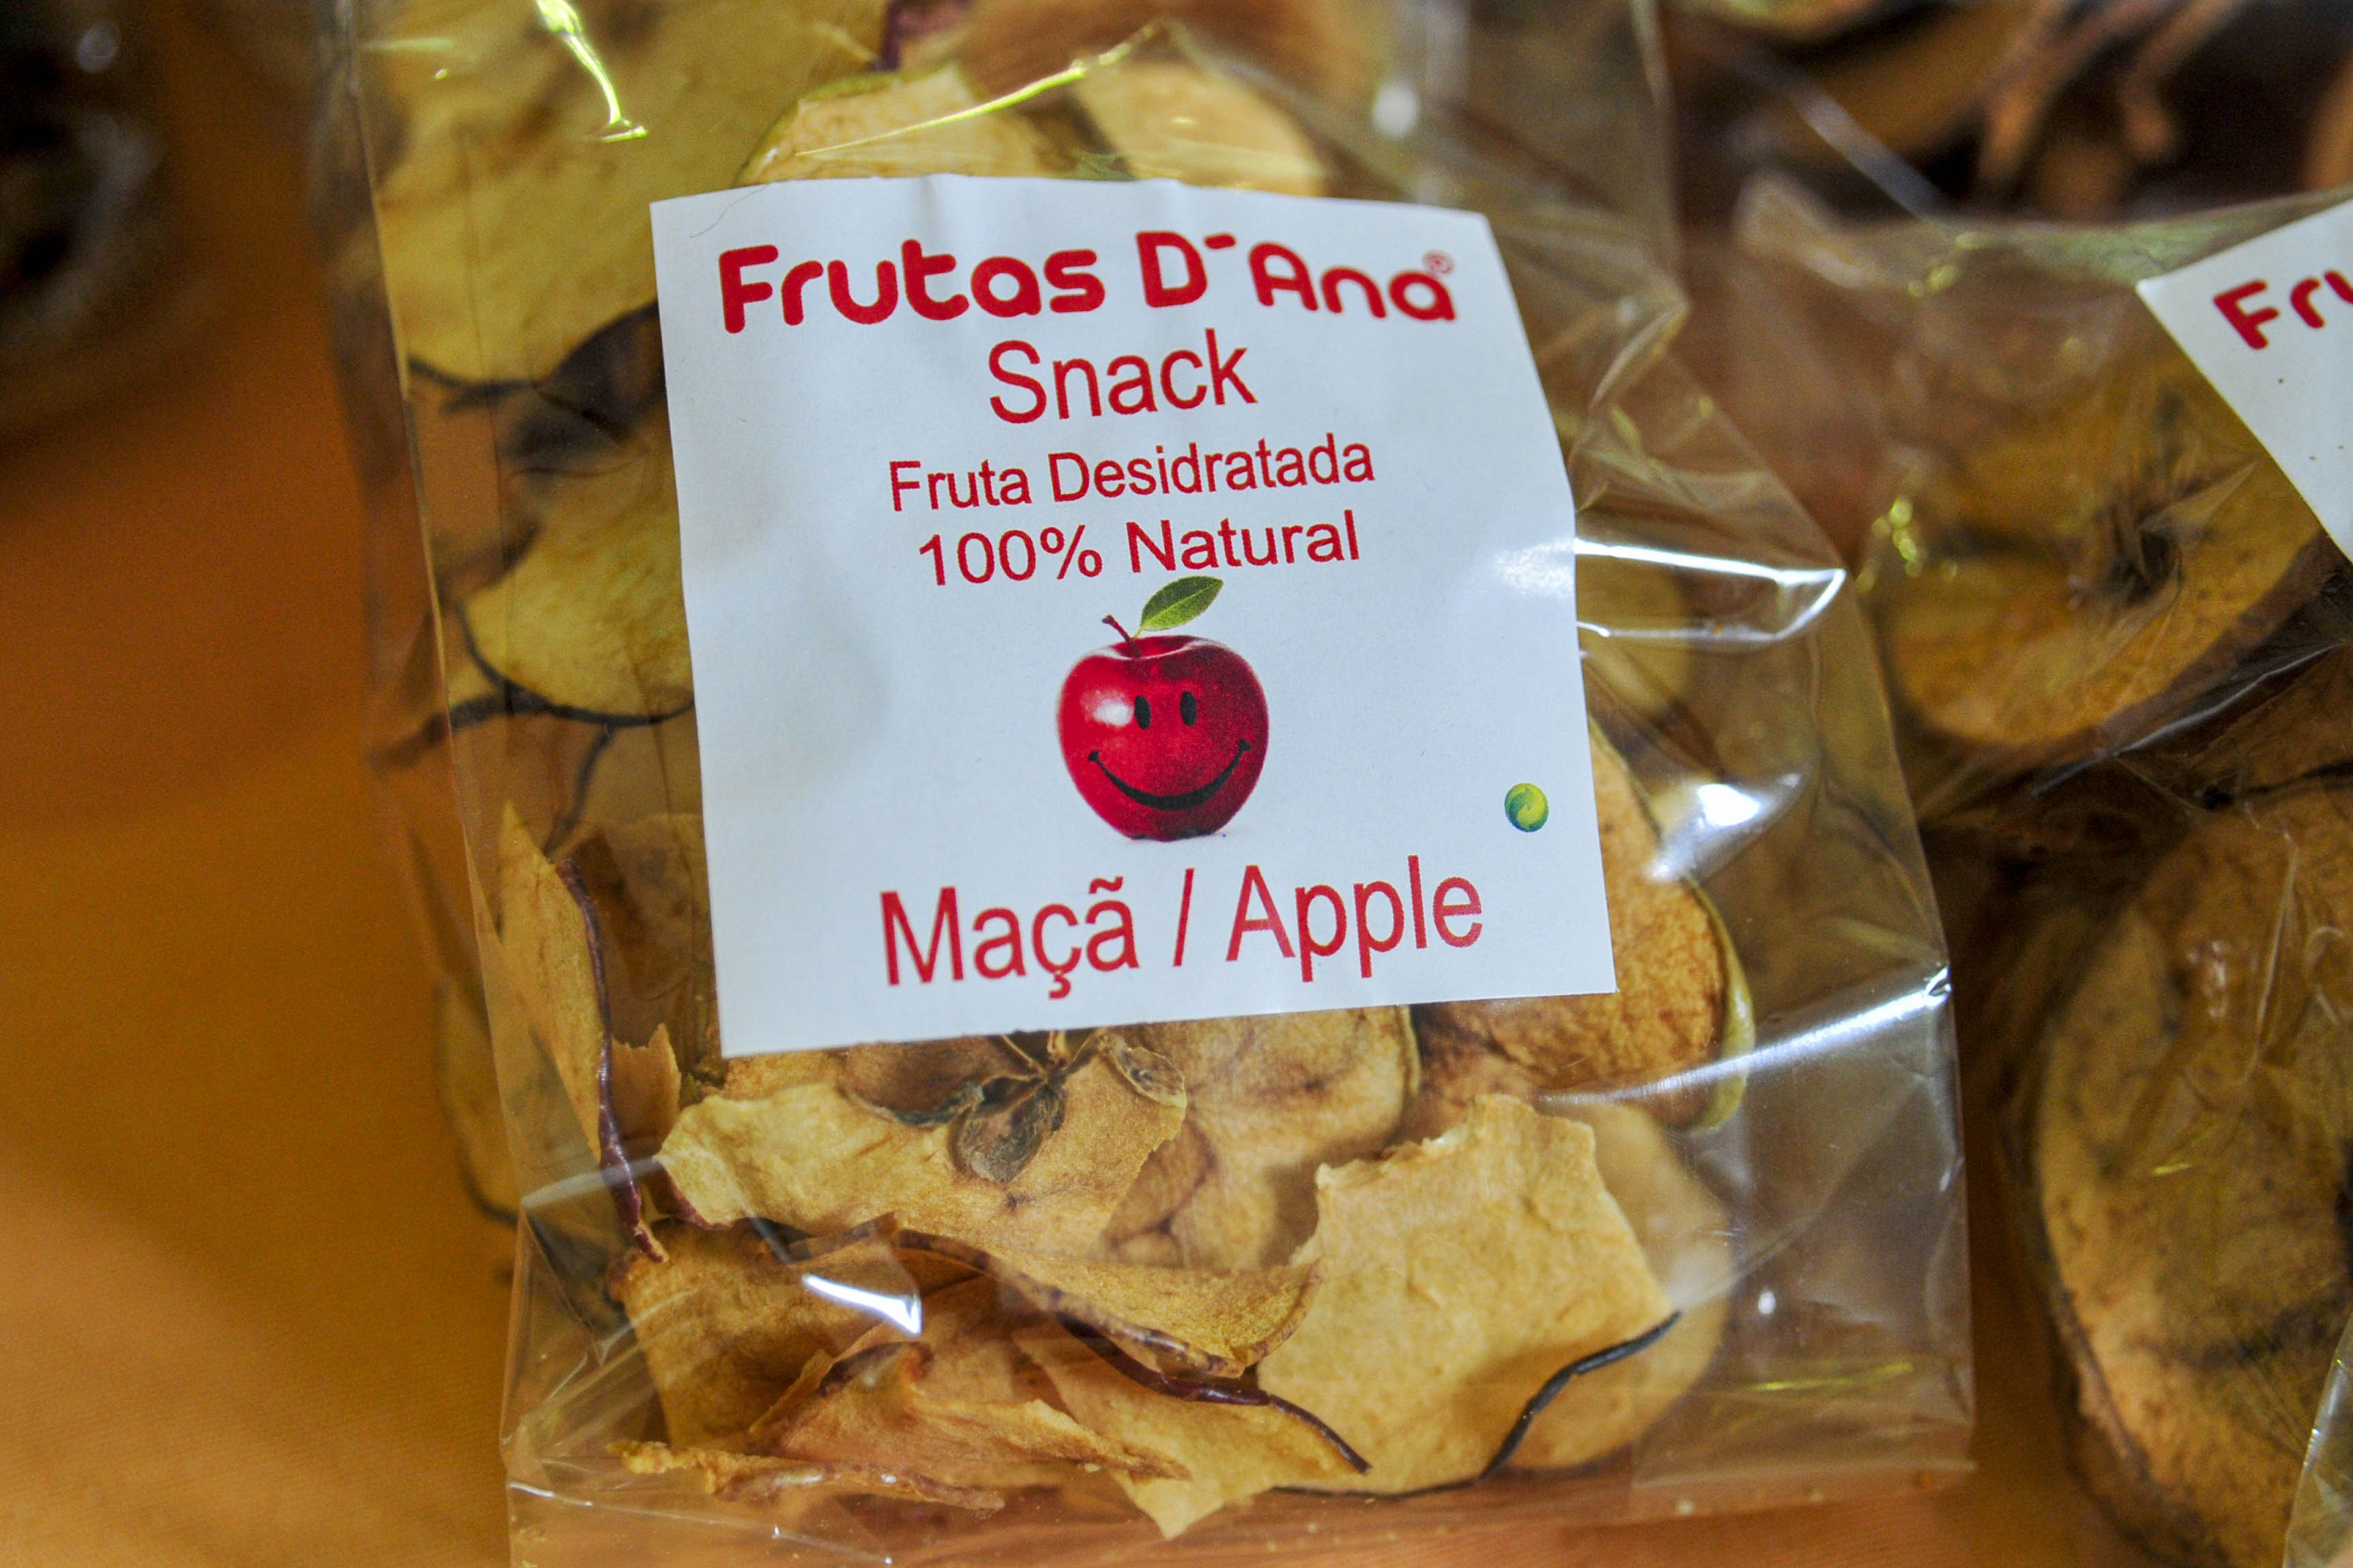 Frutas D´Ana®
Snack
Fruta Desidratada
100% Natural
Maçã / Apple